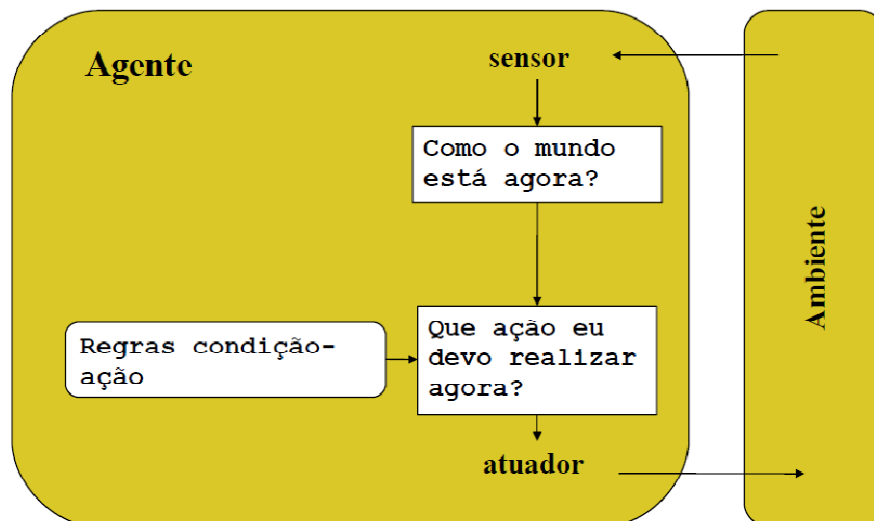 Agente
sensor
Como o mundo
está agora?
Regras condição-
ação
Que ação eu
devo realizar
agora?
atuador
Ambiente